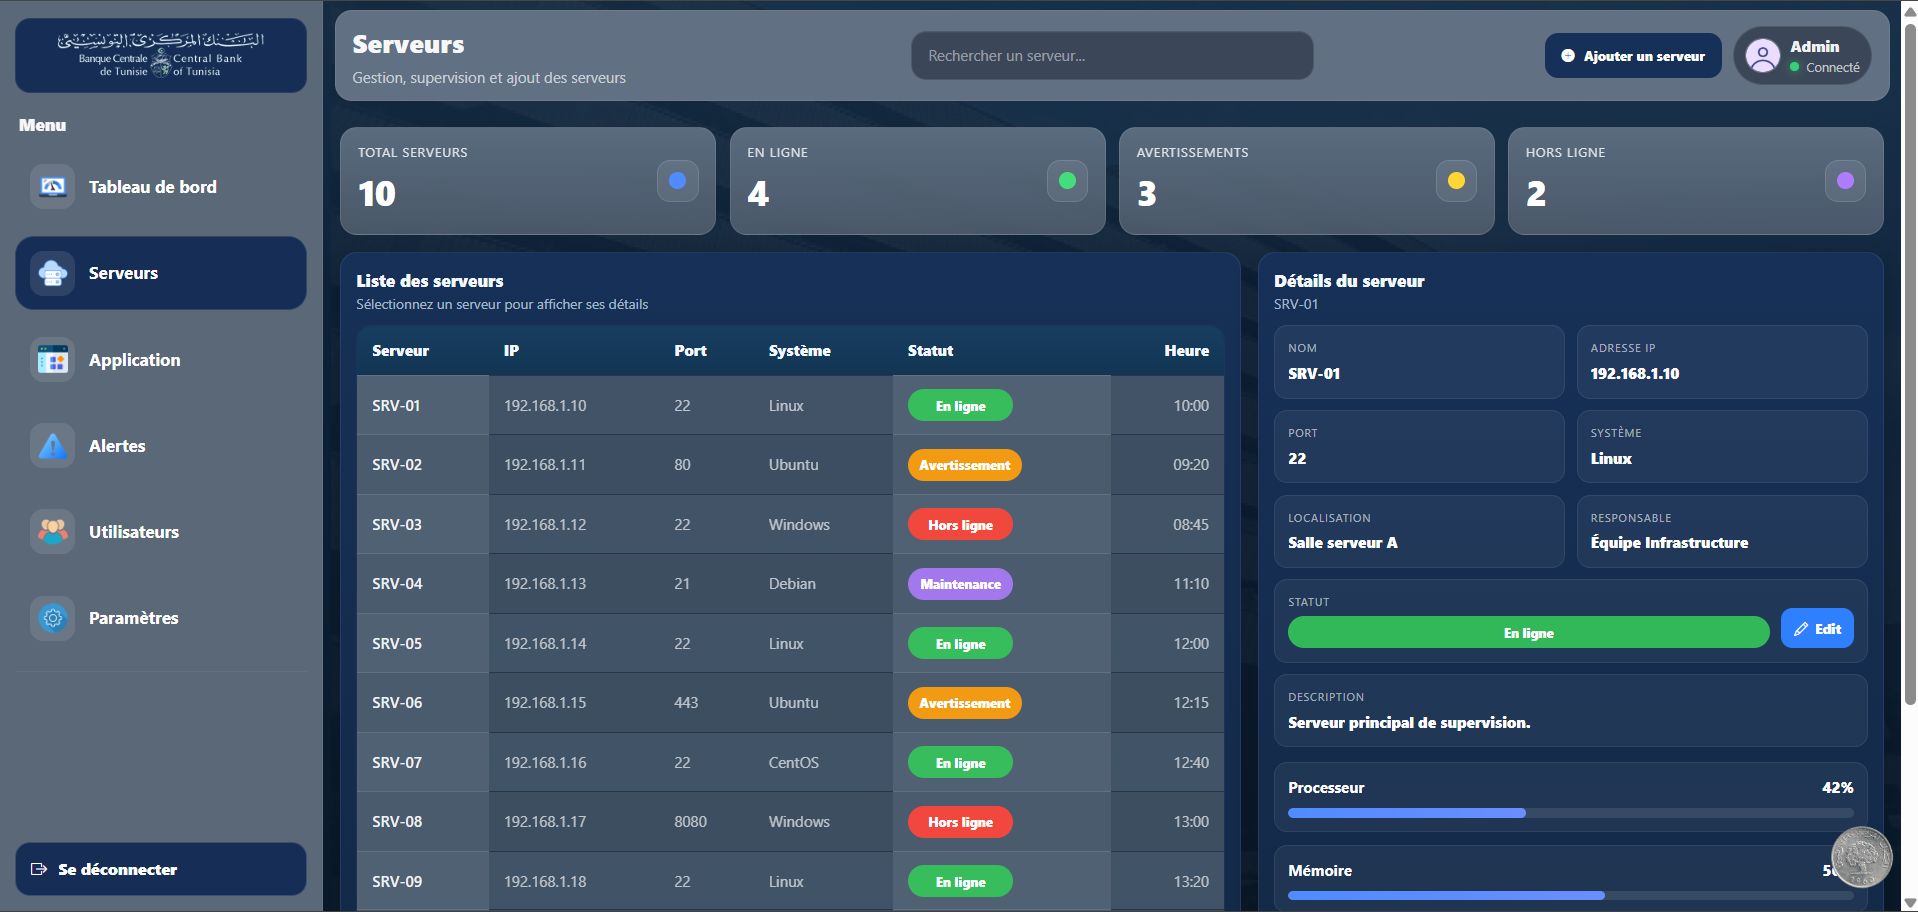 البنك المركزي التونسي
Banque Centrale Central Bank
de Tunisie of Tunisia
Menu
Tableau de bord
Serveurs
Application
Alertes
Utilisateurs
Paramètres
Se déconnecter
Serveurs
Gestion, supervision et ajout des serveurs
Rechercher un serveur...
Ajouter un serveur
Admin
Connecté
TOTAL SERVEURS
10
EN LIGNE
4
AVERTISSEMENTS
3
HORS LIGNE
2
Liste des serveurs
Sélectionnez un serveur pour afficher ses détails
Serveur IP Port Système Statut Heure
SRV-01 192.168.1.10 22 Linux En ligne 10:00
SRV-02 192.168.1.11 80 Ubuntu Avertissement 09:20
SRV-03 192.168.1.12 22 Windows Hors ligne 08:45
SRV-04 192.168.1.13 21 Debian Maintenance 11:10
SRV-05 192.168.1.14 22 Linux En ligne 12:00
SRV-06 192.168.1.15 443 Ubuntu Avertissement 12:15
SRV-07 192.168.1.16 22 CentOS En ligne 12:40
SRV-08 192.168.1.17 8080 Windows Hors ligne 13:00
SRV-09 192.168.1.18 22 Linux En ligne 13:20
Détails du serveur
SRV-01
NOM
SRV-01
ADRESSE IP
192.168.1.10
PORT
22
SYSTÈME
Linux
LOCALISATION
Salle serveur A
RESPONSABLE
Équipe Infrastructure
STATUT
En ligne
Edit
DESCRIPTION
Serveur principal de supervision.
Processeur 42%
Mémoire